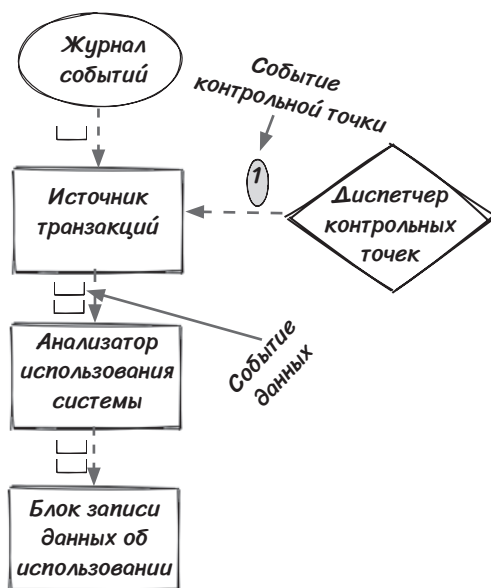 Журнал
событий
Событие
контрольной точки
1
Источник
транзакций
Диспетчер
контрольных
точек
Анализатор
использования
системы
Событие
данных
Блок записи
данных об
использовании